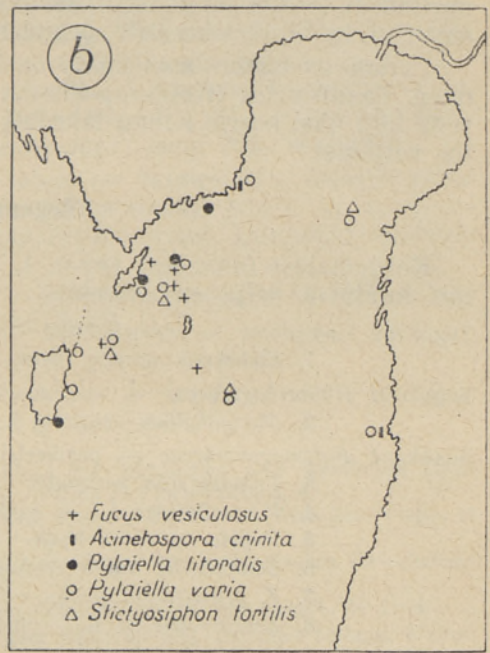 b
Fucus vesiculosus
Acinetospora crinita
Pylaiella litoralis
Pylaiella varia
Stictyosiphon tortilis